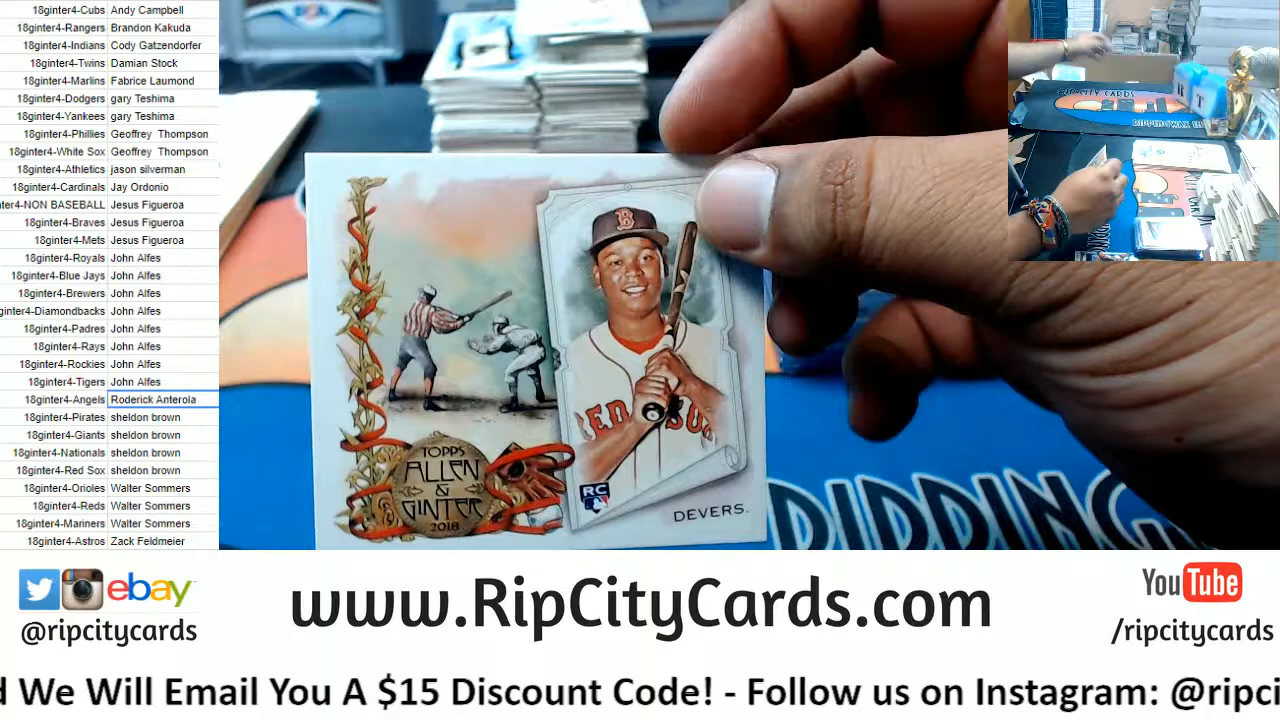 18ginter4-Cubs Andy Campbell
18ginter4-Rangers Brandon Kakuda
18ginter4-Indians Cody Gatzendorfer
18ginter4-Twins Damian Stock
18ginter4-Marlins Fabrice Laumond
18ginter4-Dodgers gary Teshima
18ginter4-Yankees gary Teshima
18ginter4-Phillies Geoffrey Thompson
18ginter4-White Sox Geoffrey Thompson
18ginter4-Athletics jason silverman
18ginter4-Cardinals Jay Ordonio
nter4-NON BASEBALL Jesus Figueroa
18ginter4-Braves Jesus Figueroa
18ginter4-Mets Jesus Figueroa
18ginter4-Royals John Alfes
18ginter4-Blue Jays John Alfes
18ginter4-Brewers John Alfes
ginter4-Diamondbacks John Alfes
18ginter4-Padres John Alfes
18ginter4-Rays John Alfes
18ginter4-Rockies John Alfes
18ginter4-Tigers John Alfes
18ginter4-Angels Roderick Anterola
18ginter4-Pirates sheldon brown
18ginter4-Giants sheldon brown
18ginter4-Nationals sheldon brown
18ginter4-Red Sox sheldon brown
18ginter4-Orioles Walter Sommers
18ginter4-Reds Walter Sommers
18ginter4-Mariners Walter Sommers
18ginter4-Astros Zack Feldmeier
B
RED SOX
TOPPS
ALLEN
&
GINTER
2018
RC
DEVERS.
RIPPING
RIP CITY CARDS
RIPPINGWAX
R T
ebay
@ripcitycards
www.RipCityCards.com
YouTube
/ripcitycards
d We Will Email You A $15 Discount Code! - Follow us on Instagram: @ripci